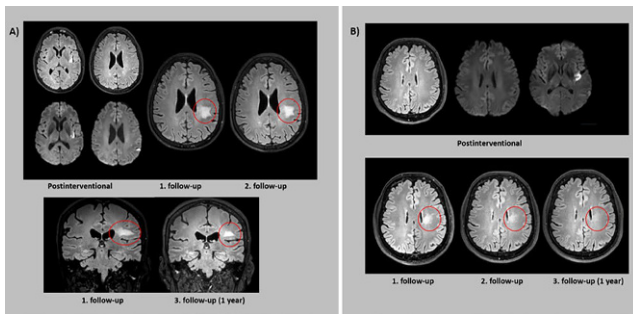 A)
Postinterventional
1. follow-up
2. follow-up
1. follow-up
3. follow-up (1 year)
B)
Postinterventional
1. follow-up
2. follow-up
3. follow-up (1 year)